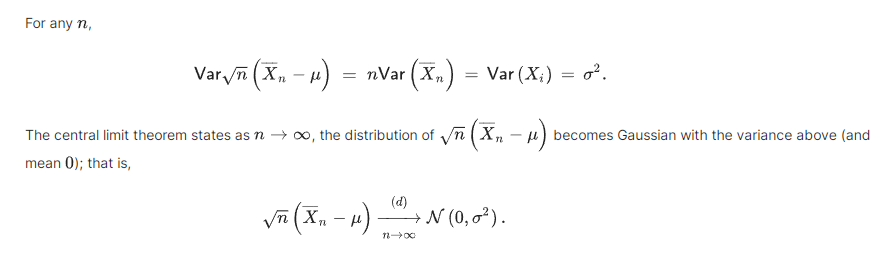 For any n,
Var√n (X̅ₙ − μ) = nVar (X̅ₙ) = Var (Xᵢ) = σ².
The central limit theorem states as n → ∞, the distribution of √n (X̅ₙ − μ) becomes Gaussian with the variance above (and
mean 0); that is,
√n (X̅ₙ − μ) —(d)→ n→∞ 𝒩 (0, σ²).